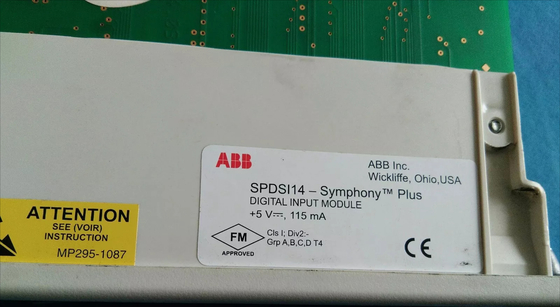 ABB
ABB Inc.
Wickliffe, Ohio,USA
SPDSI14 – Symphony™ Plus
DIGITAL INPUT MODULE
+5 V⎓, 115 mA
FM
APPROVED
Cls I; Div2:-
Grp A,B,C,D T4
CE
ATTENTION
SEE (VOIR)
INSTRUCTION
MP295-1087